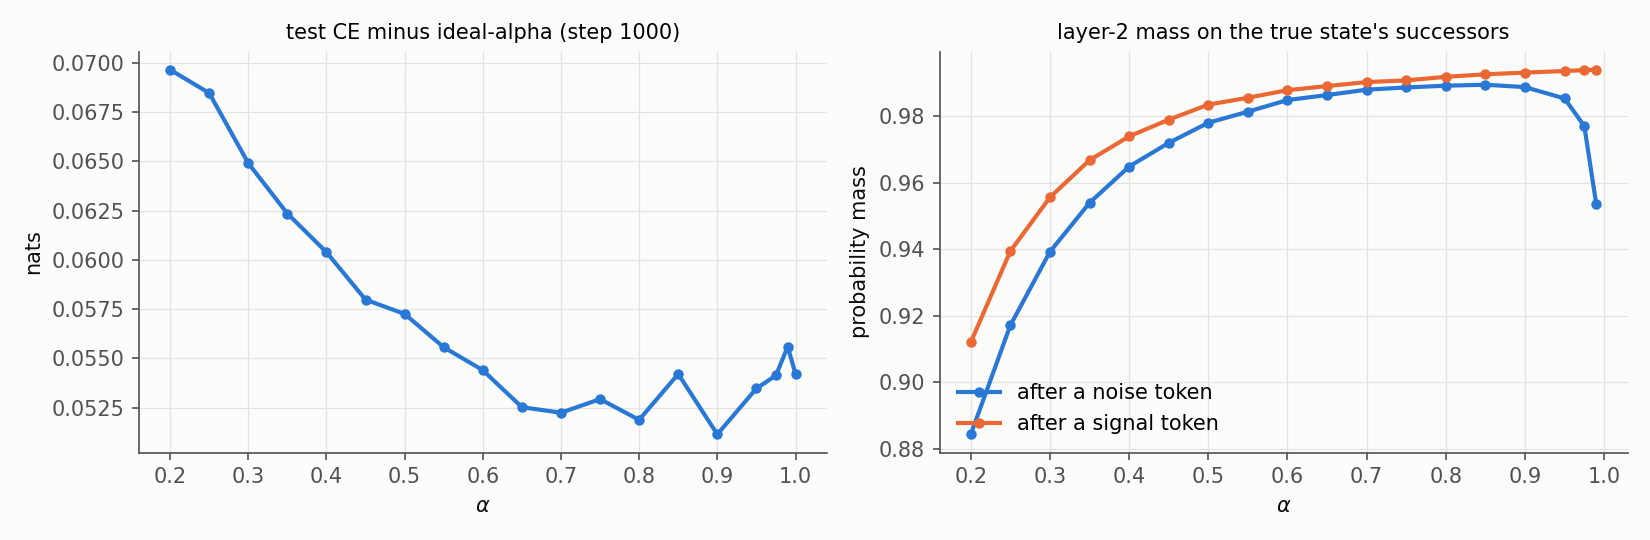 test CE minus ideal-alpha (step 1000)
nats
0.0700
0.0675
0.0650
0.0625
0.0600
0.0575
0.0550
0.0525
0.2 0.3 0.4 0.5 0.6 0.7 0.8 0.9 1.0
α
layer-2 mass on the true state's successors
probability mass
0.98
0.96
0.94
0.92
0.90
0.88
after a noise token
after a signal token
0.2 0.3 0.4 0.5 0.6 0.7 0.8 0.9 1.0
α